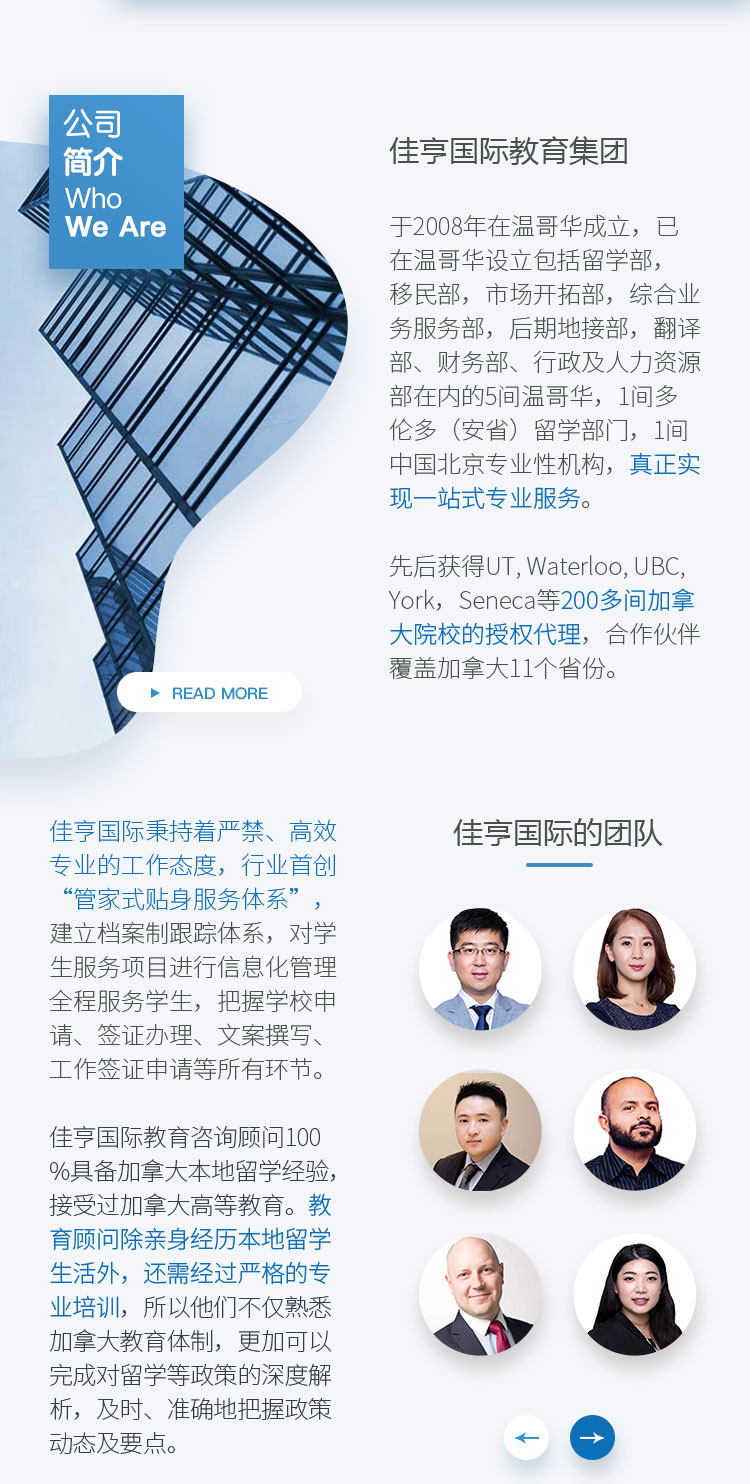 公司
简介
Who
We Are
佳亨国际教育集团
于2008年在温哥华成立，已
在温哥华设立包括留学部，
移民部，市场开拓部，综合业
务服务部，后期地接部，翻译
部、财务部、行政及人力资源
部在内的5间温哥华，1间多
伦多（安省）留学部门，1间
中国北京专业性机构，真正实
现一站式专业服务。
先后获得UT, Waterloo, UBC,
York，Seneca等200多间加拿
大院校的授权代理，合作伙伴
覆盖加拿大11个省份。
READ MORE
佳亨国际秉持着严禁、高效
专业的工作态度，行业首创
“管家式贴身服务体系”，
建立档案制跟踪体系，对学
生服务项目进行信息化管理
全程服务学生，把握学校申
请、签证办理、文案撰写、
工作签证申请等所有环节。
佳亨国际教育咨询顾问100
%具备加拿大本地留学经验，
接受过加拿大高等教育。教
育顾问除亲身经历本地留学
生活外，还需经过严格的专
业培训，所以他们不仅熟悉
加拿大教育体制，更加可以
完成对留学等政策的深度解
析，及时、准确地把握政策
动态及要点。
佳亨国际的团队